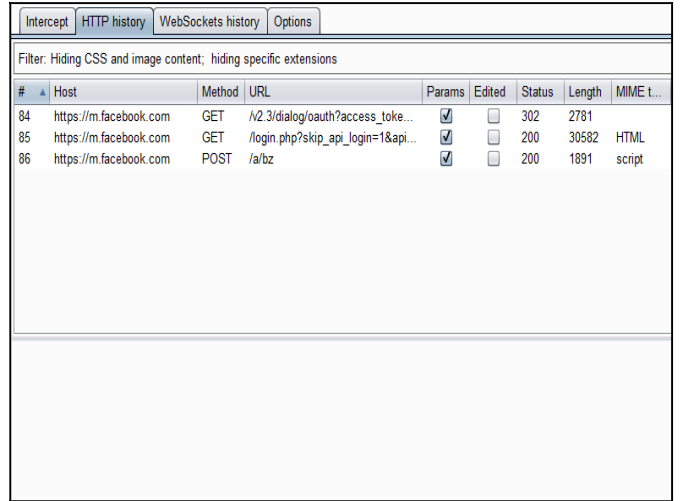 Intercept HTTP history WebSockets history Options
Filter: Hiding CSS and image content; hiding specific extensions
# Host Method URL Params Edited Status Length MIME t...
84 https://m.facebook.com GET /v2.3/dialog/oauth?access_toke... 302 2781
85 https://m.facebook.com GET /login.php?skip_api_login=1&api... 200 30582 HTML
86 https://m.facebook.com POST /a/bz 200 1891 script